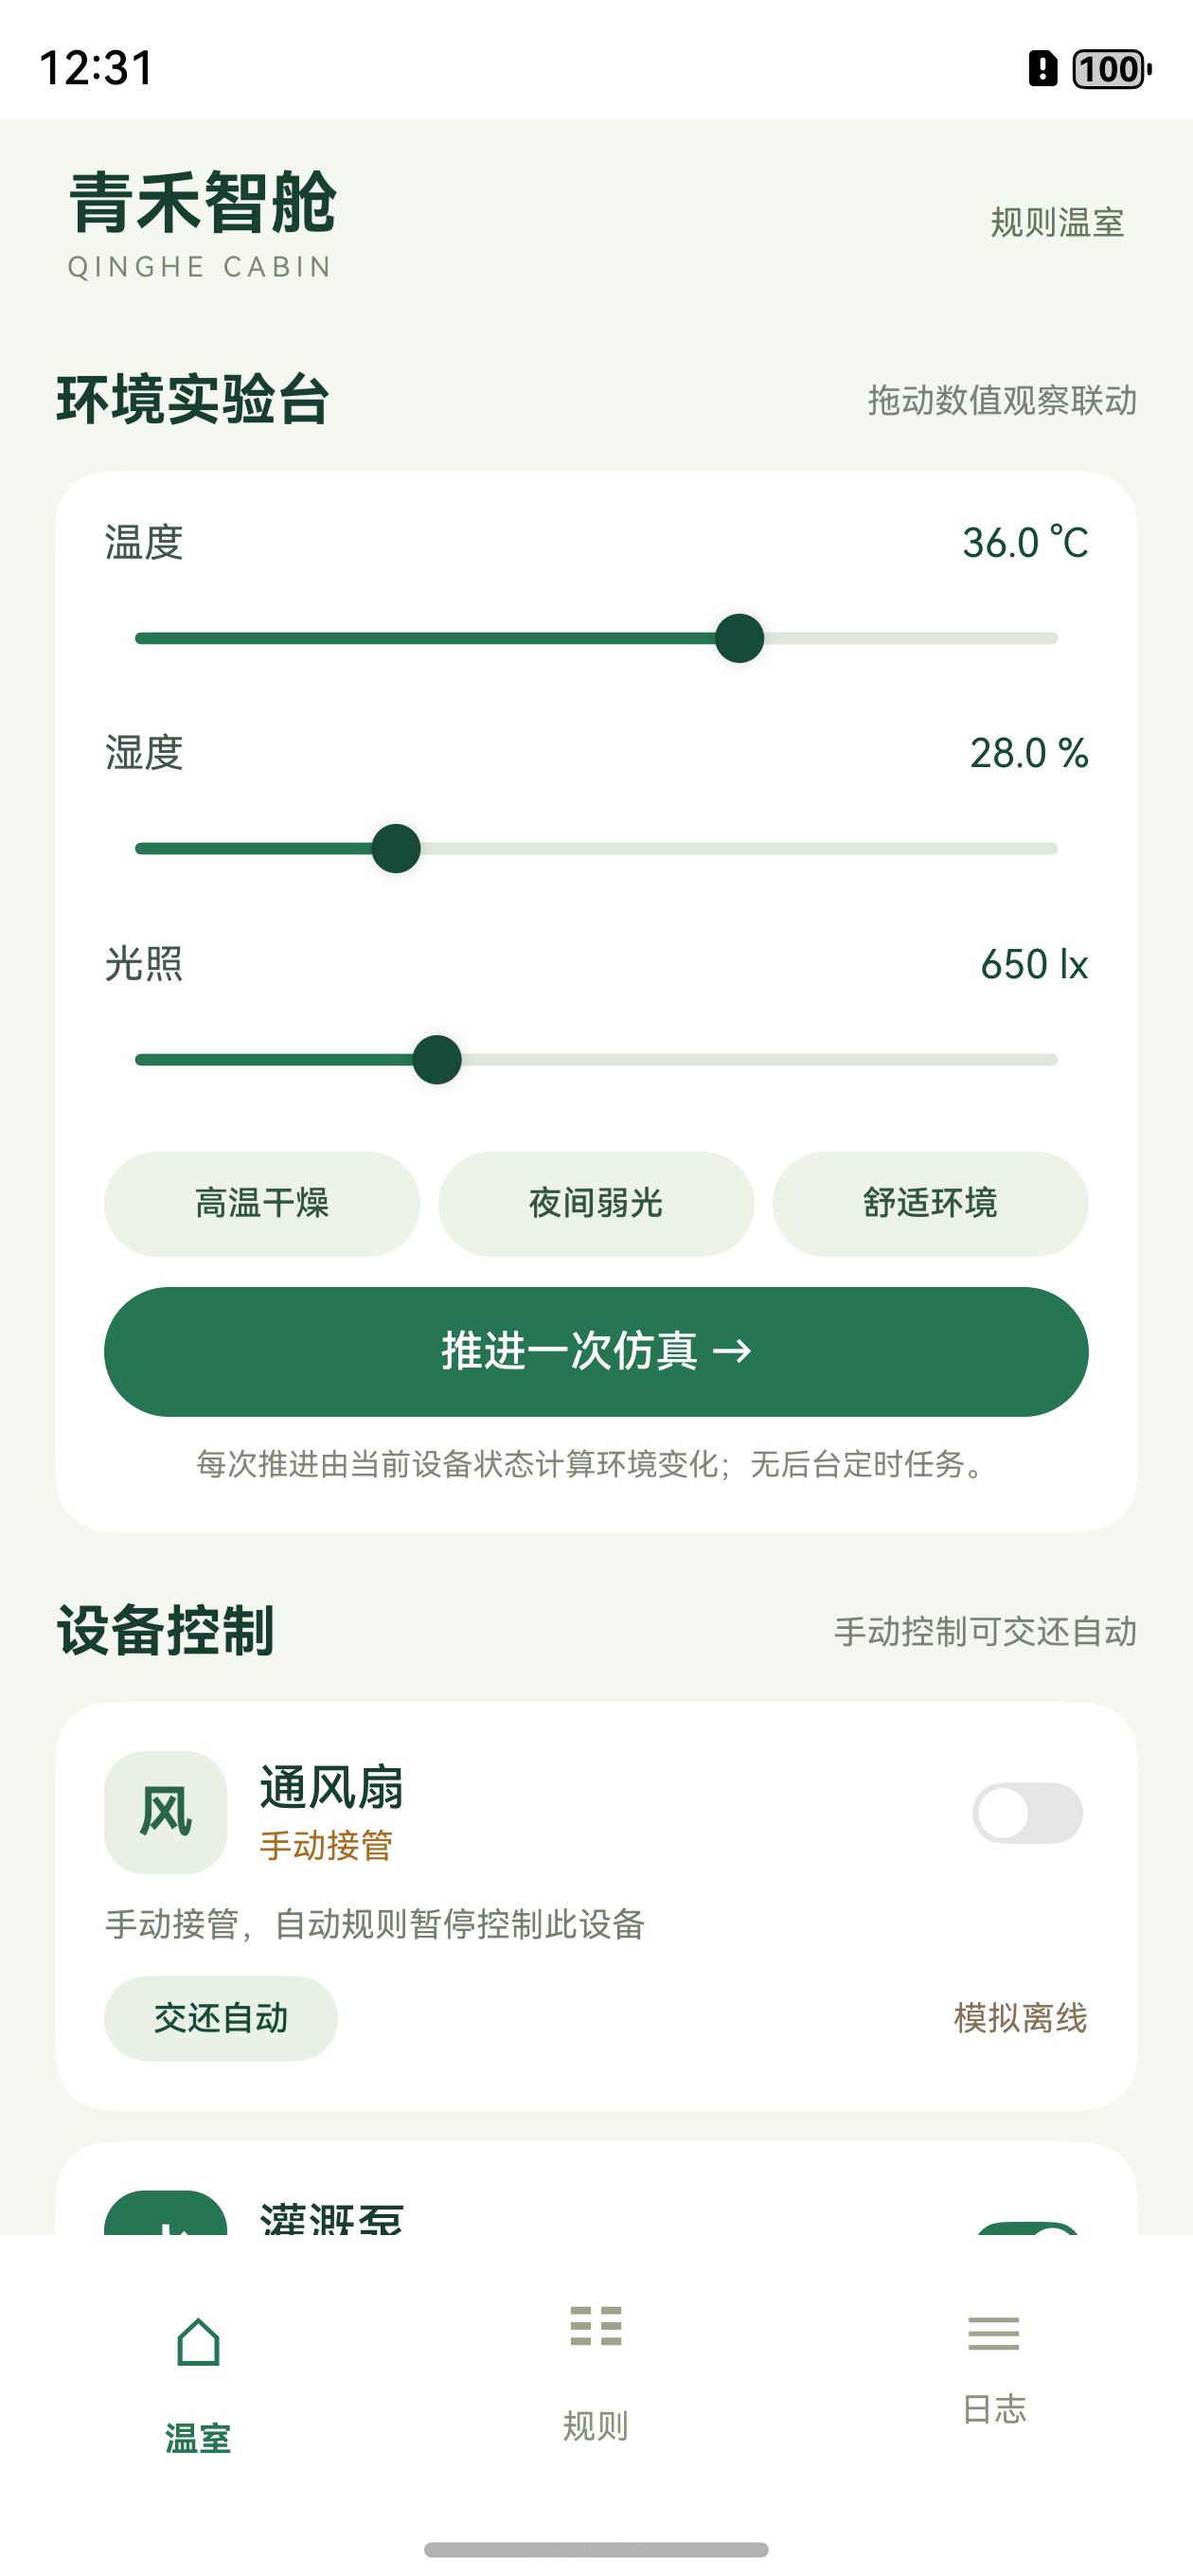 12:31
100
青禾智舱
QINGHE CABIN
规则温室
环境实验台
拖动数值观察联动
温度
36.0 °C
湿度
28.0 %
光照
650 lx
高温干燥
夜间弱光
舒适环境
推进一次仿真 →
每次推进由当前设备状态计算环境变化；无后台定时任务。
设备控制
手动控制可交还自动
风
通风扇
手动接管
手动接管，自动规则暂停控制此设备
交还自动
模拟离线
灌溉泵
温室
规则
日志